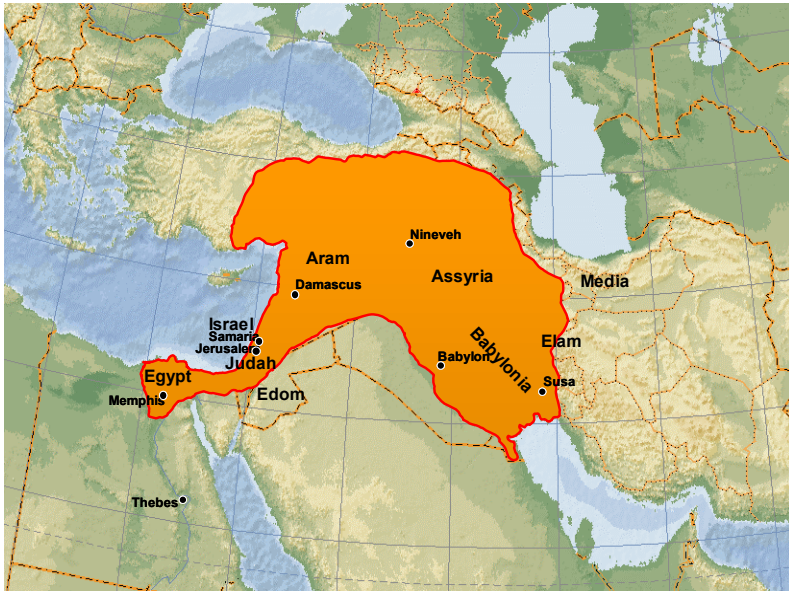 Nineveh
Aram
Assyria
Media
Damascus
Israel
Samaria
Jerusalem
Judah
Babylonia
Elam
Babylon
Egypt
Susa
Edom
Memphis
Thebes